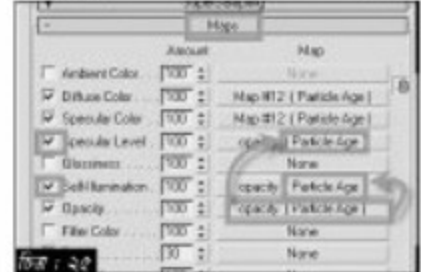 Maps
Amount Map
Ambient Color 100 None
Diffuse Color 100 Map #12 ( Particle Age )
Specular Color 100 Map #12 ( Particle Age )
Specular Level 100 opacity ( Particle Age )
Glossiness 100 None
Self-Illumination 100 opacity ( Particle Age )
Opacity 100 opacity ( Particle Age )
Filter Color 100 None
30 None
চিত্র : ২৫